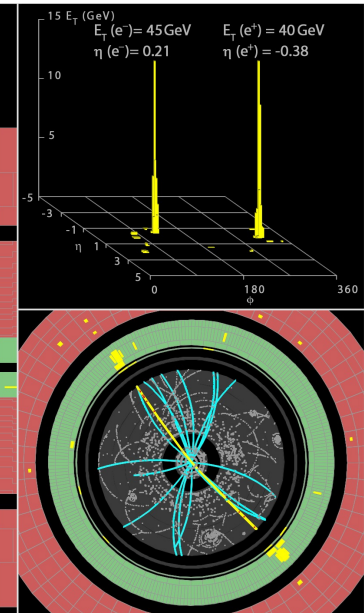 15 E_T (GeV)
E_T (e⁻)= 45 GeV
η (e⁻)= 0.21
E_T (e⁺) = 40 GeV
η (e⁺) = -0.38
10
5
-5
-3
-1
η
1
3
5
0
180
360
ϕ